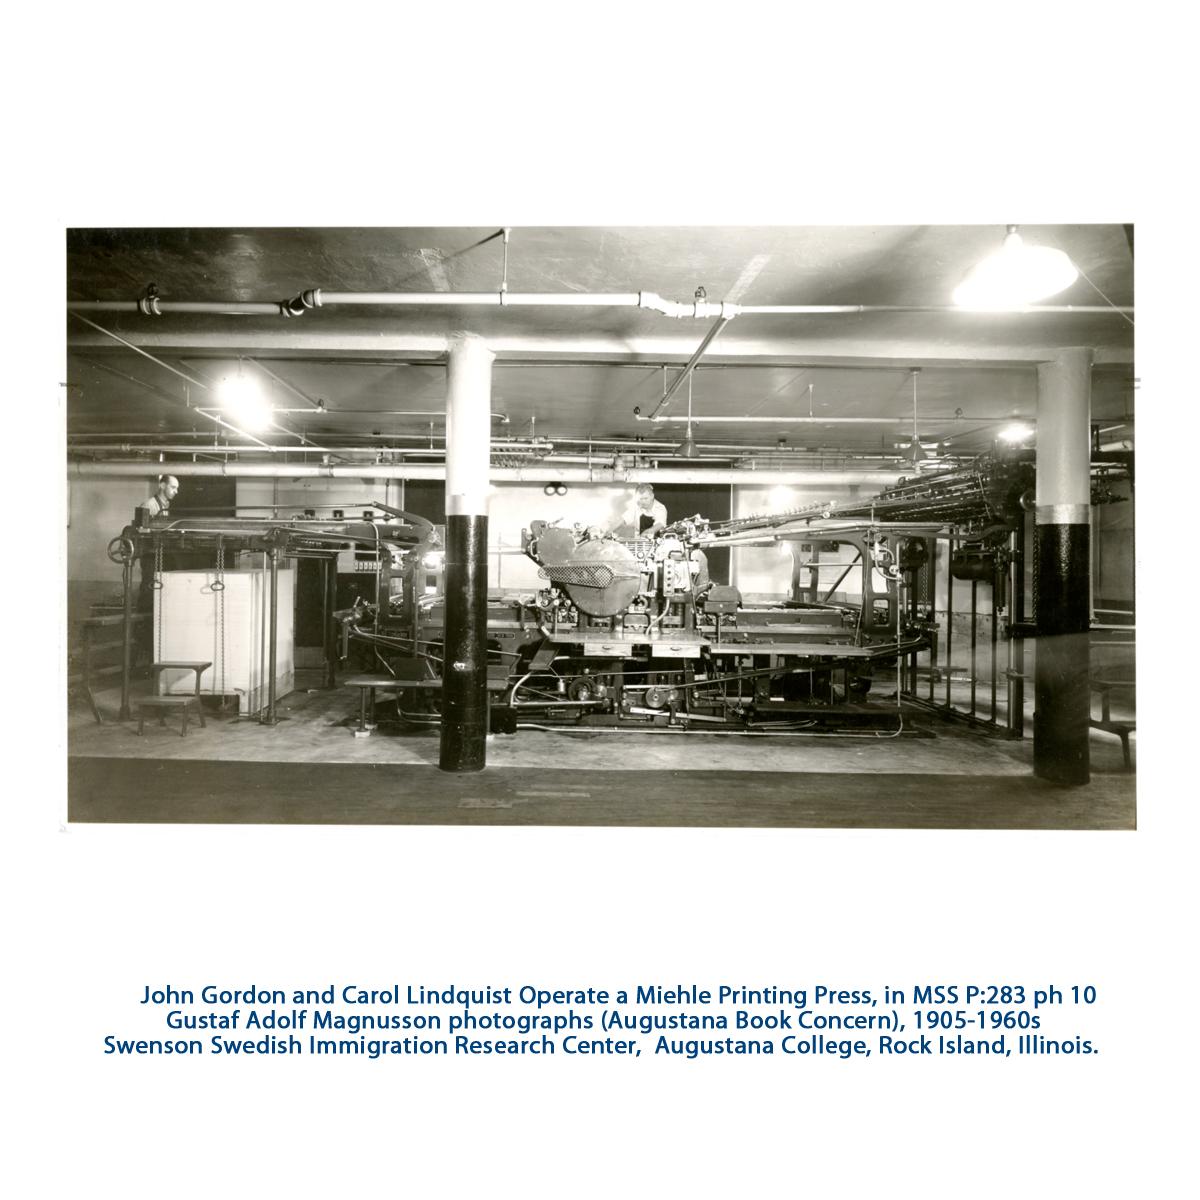 John Gordon and Carol Lindquist Operate a Miehle Printing Press, in MSS P:283 ph 10
Gustaf Adolf Magnusson photographs (Augustana Book Concern), 1905-1960s
Swenson Swedish Immigration Research Center,  Augustana College, Rock Island, Illinois.